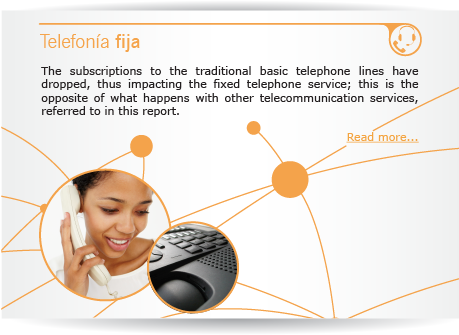 Telefonía fija
The subscriptions to the traditional basic telephone lines have
dropped, thus impacting the fixed telephone service; this is the
opposite of what happens with other telecommunication services,
referred to in this report.
Read more...